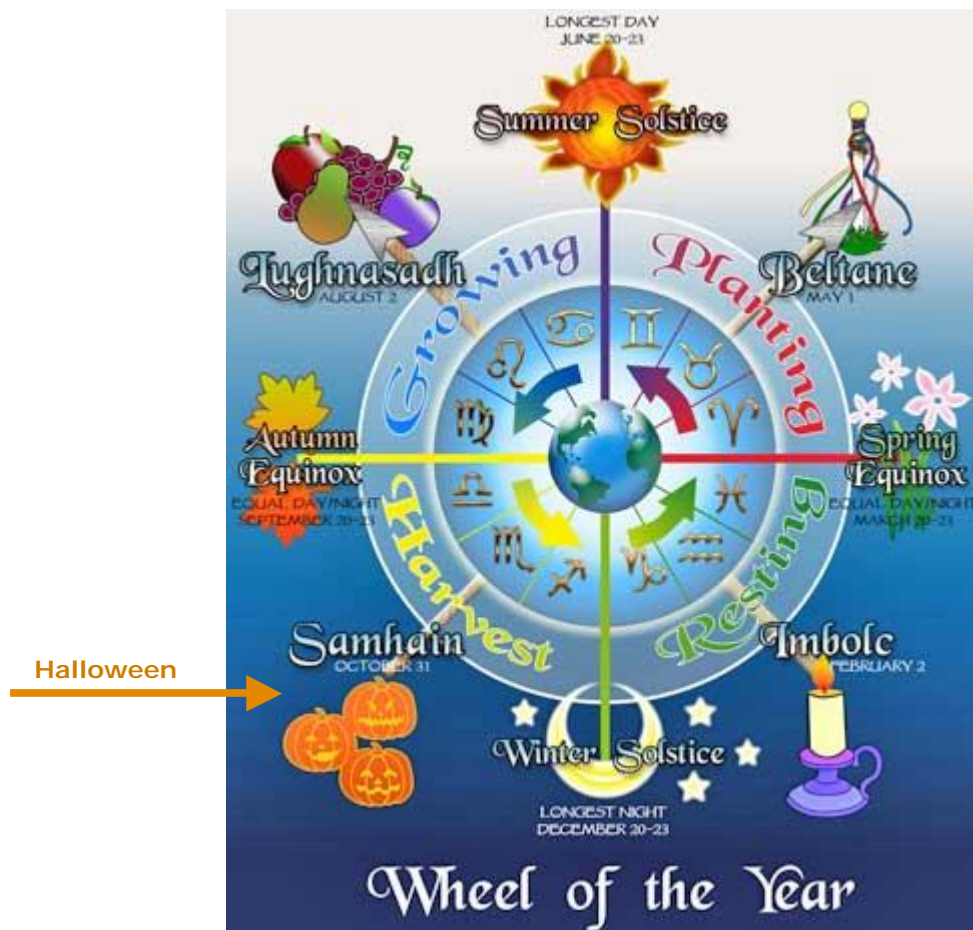 LONGEST DAY
JUNE 20-23
Summer Solstice
Lughnasadh
AUGUST 2
Beltane
MAY 1
Growing
Planting
Autumn
Equinox
EQUAL DAY/NIGHT
SEPTEMBER 20-23
Spring
Equinox
EQUAL DAY/NIGHT
MARCH 20-23
Harvest
Resting
Samhain
OCTOBER 31
Imbolc
FEBRUARY 2
Halloween
Winter Solstice
LONGEST NIGHT
DECEMBER 20-23
Wheel of the Year